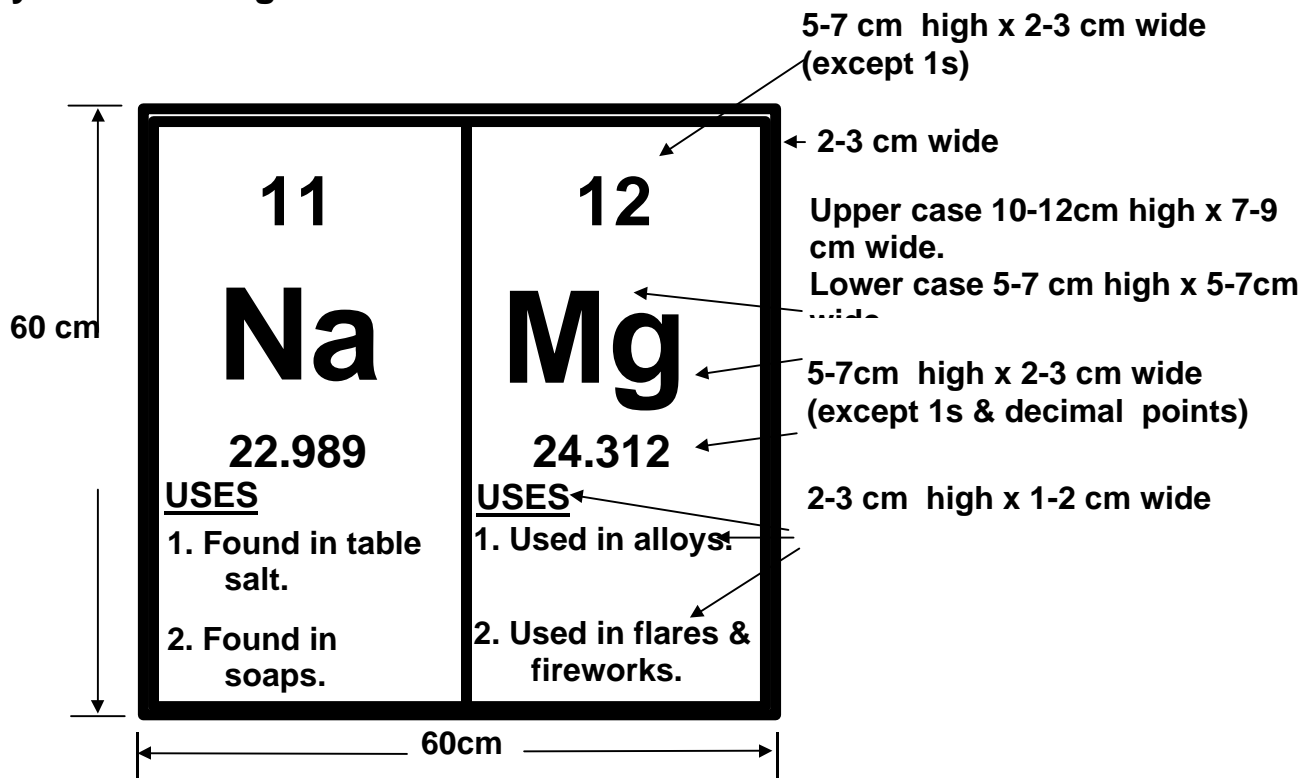 5-7 cm high x 2-3 cm wide
(except 1s)
2-3 cm wide
11
12
Upper case 10-12cm high x 7-9
cm wide.
Lower case 5-7 cm high x 5-7cm
Na
Mg
60 cm
5-7cm high x 2-3 cm wide
(except 1s & decimal points)
22.989
24.312
USES
1. Found in table
salt.
2. Found in
soaps.
USES
1. Used in alloys.
2. Used in flares &
fireworks.
2-3 cm high x 1-2 cm wide
60cm